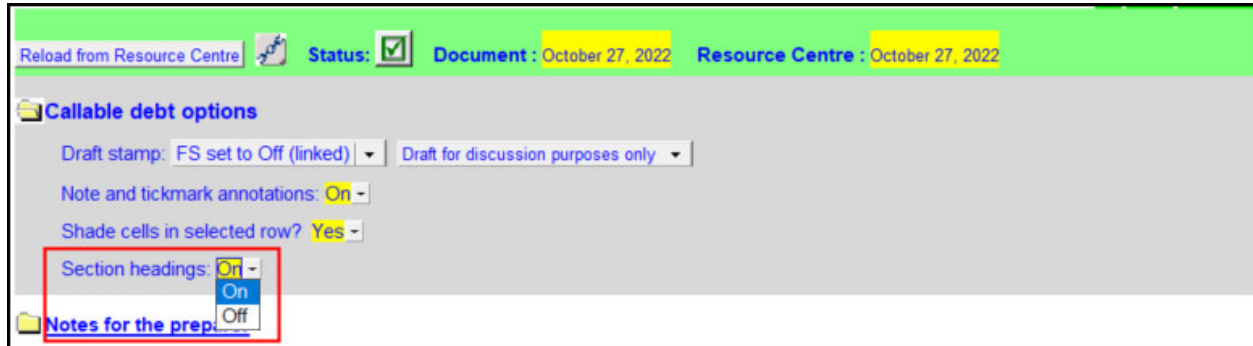 Reload from Resource Centre Status: Document : October 27, 2022 Resource Centre : October 27, 2022
Callable debt options
Draft stamp: FS set to Off (linked) Draft for discussion purposes only
Note and tickmark annotations: On
Shade cells in selected row? Yes
Section headings: On
On
Off
Notes for the